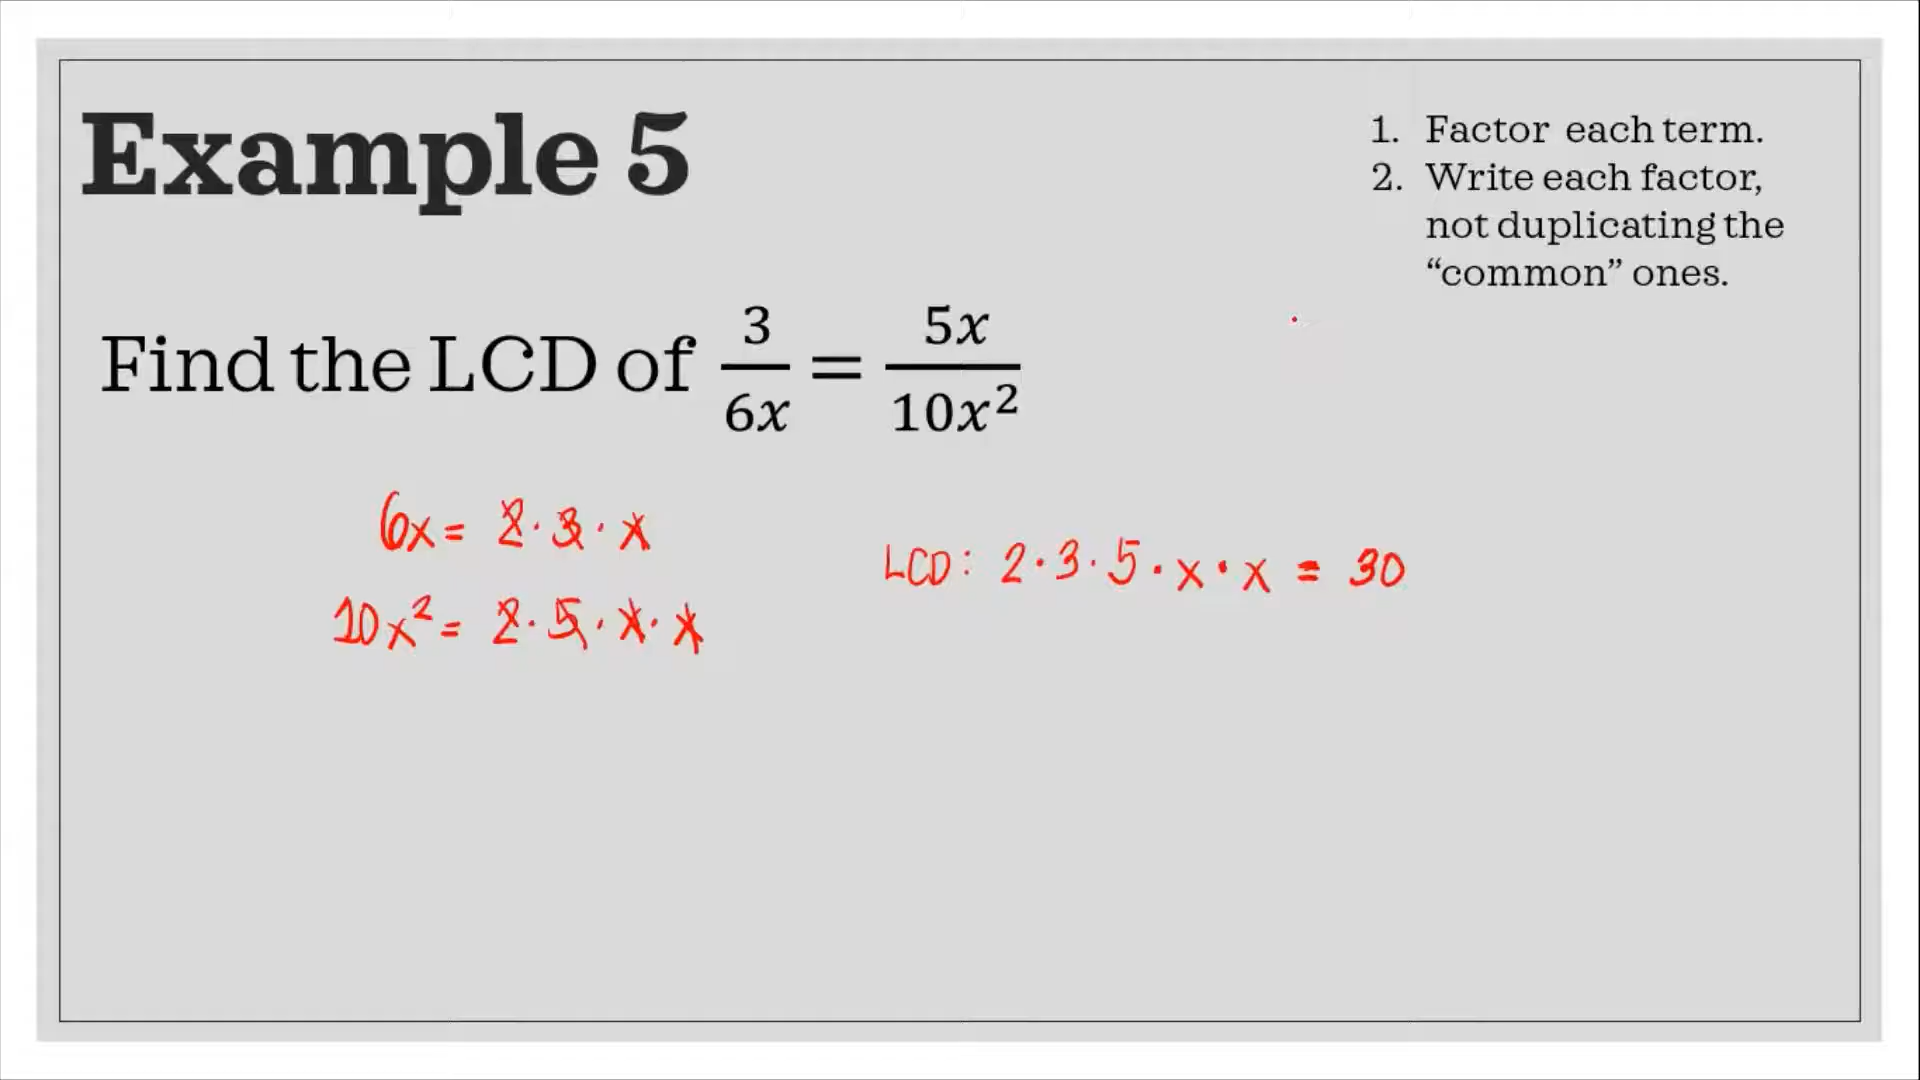 Example 5
1. Factor each term.
2. Write each factor,
not duplicating the
“common” ones.
Find the LCD of 3/6x = 5x/10x²
6x = 2 · 3 · x
10x² = 2 · 5 · x · x
LCD: 2 · 3 · 5 · x · x = 30